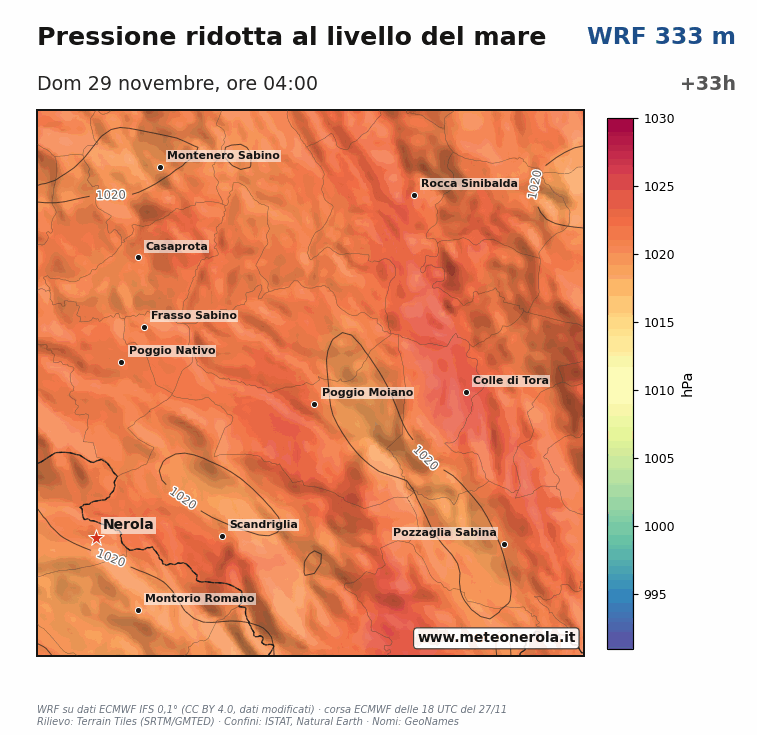 Pressione ridotta al livello del mare
WRF 333 m
Dom 29 novembre, ore 04:00
+33h
Montenero Sabino
1020
Rocca Sinibalda
1020
Casaprota
Frasso Sabino
Poggio Nativo
Poggio Moiano
Colle di Tora
1020
1020
Nerola
Scandriglia
Pozzaglia Sabina
1020
Montorio Romano
www.meteonerola.it
1030
1025
1020
1015
1010
1005
1000
995
hPa
WRF su dati ECMWF IFS 0,1° (CC BY 4.0, dati modificati) · corsa ECMWF delle 18 UTC del 27/11
Rilievo: Terrain Tiles (SRTM/GMTED) · Confini: ISTAT, Natural Earth · Nomi: GeoNames